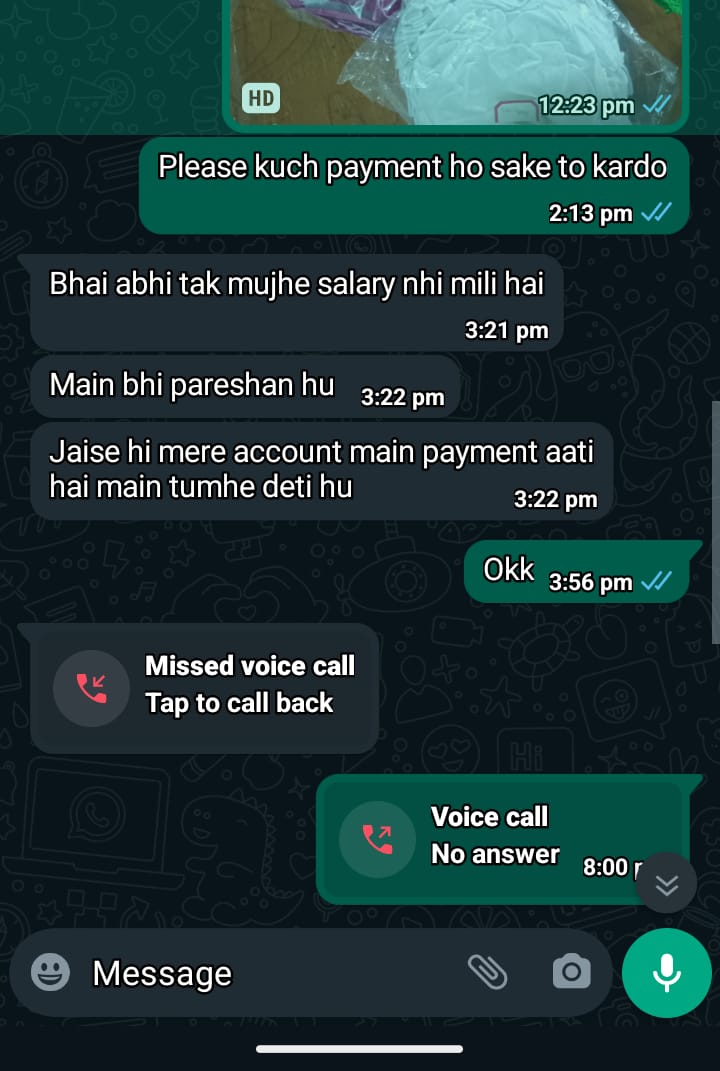 HD
12:23 pm
Please kuch payment ho sake to kardo
2:13 pm
Bhai abhi tak mujhe salary nhi mili hai
3:21 pm
Main bhi pareshan hu 3:22 pm
Jaise hi mere account main payment aati
hai main tumhe deti hu 3:22 pm
Okk 3:56 pm
Missed voice call
Tap to call back
Hi
Voice call
No answer 8:00
Message